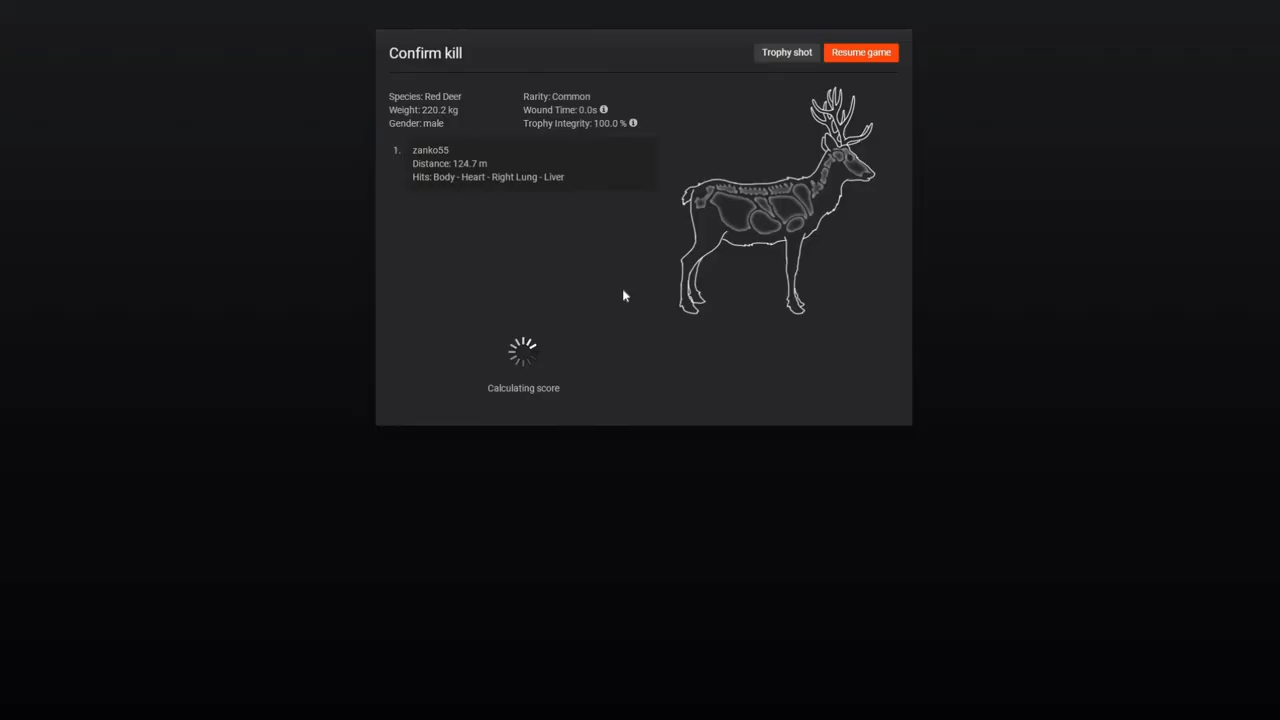 Confirm kill
Trophy shot
Resume game
Species: Red Deer
Weight: 220.2 kg
Gender: male
Rarity: Common
Wound Time: 0.0s
Trophy Integrity: 100.0 %
1. zanko55
Distance: 124.7 m
Hits: Body - Heart - Right Lung - Liver
Calculating score